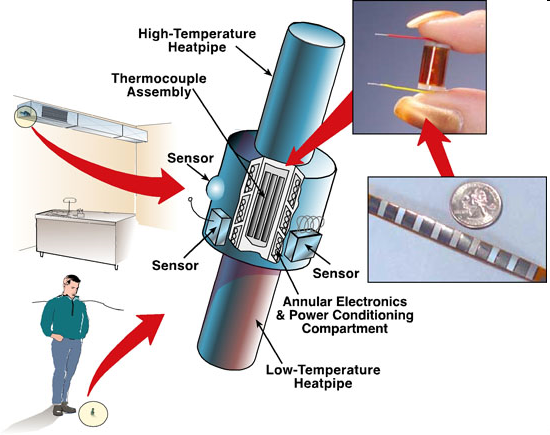 High-Temperature
Heatpipe
Thermocouple
Assembly
Sensor
Sensor
Sensor
Annular Electronics
& Power Conditioning
Compartment
Low-Temperature
Heatpipe